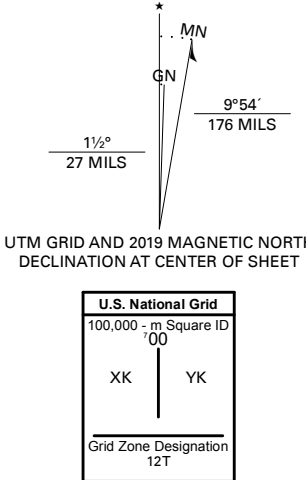 ★
MN
GN
9°54´
176 MILS
1½°
27 MILS
UTM GRID AND 2019 MAGNETIC NORTH
DECLINATION AT CENTER OF SHEET
U.S. National Grid
100,000 - m Square ID
⁷00
XK YK
Grid Zone Designation
12T